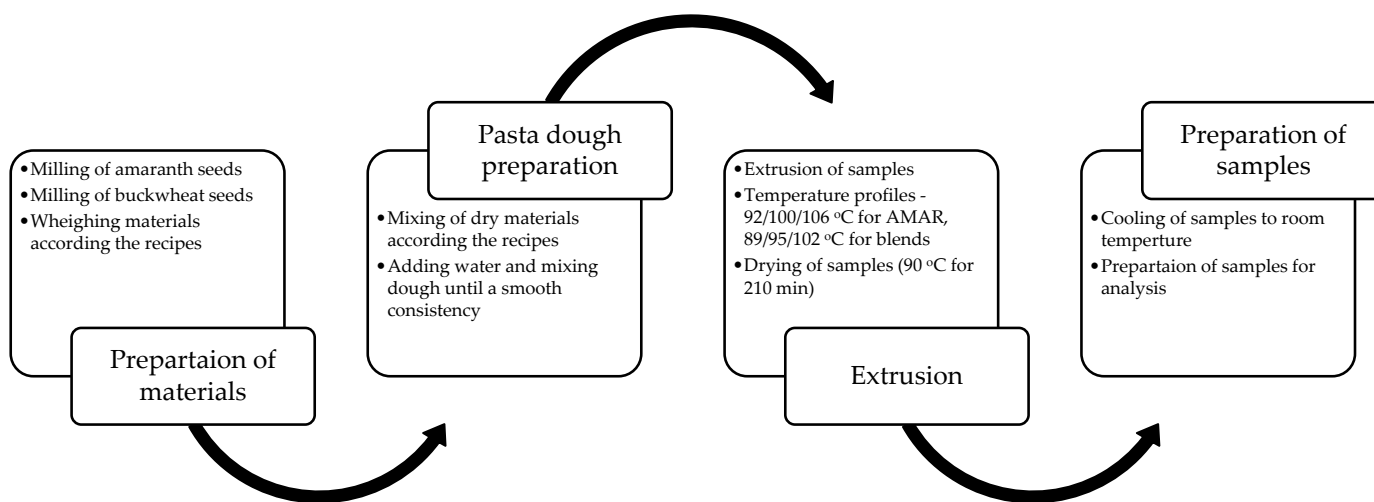 •Milling of amaranth seeds
•Milling of buckwheat seeds
•Wheighing materials
according the recipes
Prepartaion of
materials
Pasta dough
preparation
•Mixing of dry materials
according the recipes
•Adding water and mixing
dough until a smooth
consistency
•Extrusion of samples
•Temperature profiles -
92/100/106 ºC for AMAR,
89/95/102 ºC for blends
•Drying of samples (90 ºC for
210 min)
Extrusion
Preparation of
samples
•Cooling of samples to room
temperture
•Prepartaion of samples for
analysis